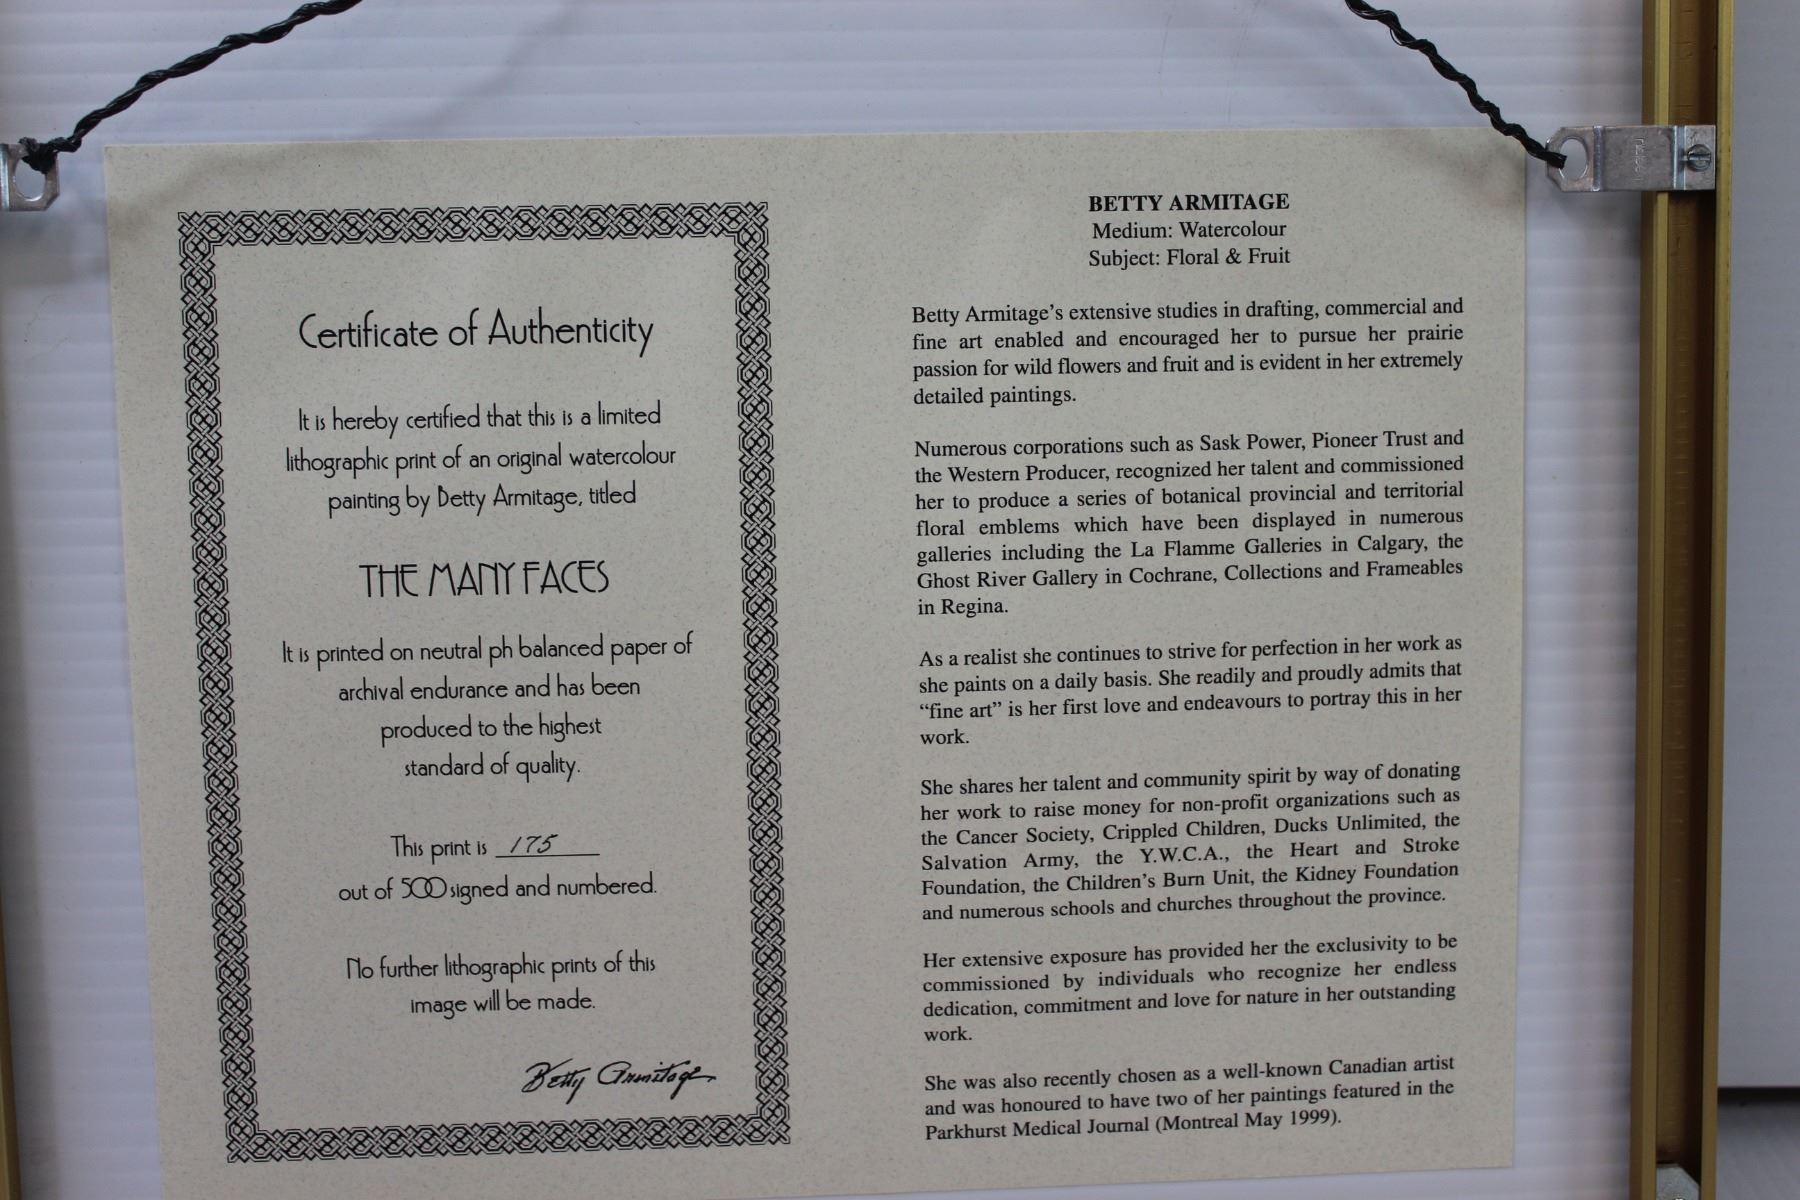 Certificate of Authenticity
It is hereby certified that this is a limited
lithographic print of an original watercolour
painting by Betty Armitage, titled
THE MANY FACES
It is printed on neutral ph balanced paper of
archival endurance and has been
produced to the highest
standard of quality.
This print is 175
out of 500 signed and numbered.
No further lithographic prints of this
image will be made.
Betty Armitage
BETTY ARMITAGE
Medium: Watercolour
Subject: Floral & Fruit
Betty Armitage's extensive studies in drafting, commercial and
fine art enabled and encouraged her to pursue her prairie
passion for wild flowers and fruit and is evident in her extremely
detailed paintings.
Numerous corporations such as Sask Power, Pioneer Trust and
the Western Producer, recognized her talent and commissioned
her to produce a series of botanical provincial and territorial
floral emblems which have been displayed in numerous
galleries including the La Flamme Galleries in Calgary, the
Ghost River Gallery in Cochrane, Collections and Frameables
in Regina.
As a realist she continues to strive for perfection in her work as
she paints on a daily basis. She readily and proudly admits that
“fine art” is her first love and endeavours to portray this in her
work.
She shares her talent and community spirit by way of donating
her work to raise money for non-profit organizations such as
the Cancer Society, Crippled Children, Ducks Unlimited, the
Salvation Army, the Y.W.C.A., the Heart and Stroke
Foundation, the Children's Burn Unit, the Kidney Foundation
and numerous schools and churches throughout the province.
Her extensive exposure has provided her the exclusivity to be
commissioned by individuals who recognize her endless
dedication, commitment and love for nature in her outstanding
work.
She was also recently chosen as a well-known Canadian artist
and was honoured to have two of her paintings featured in the
Parkhurst Medical Journal (Montreal May 1999).